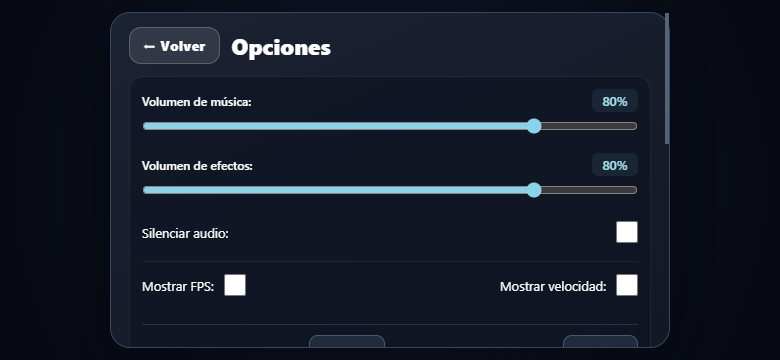 ← Volver Opciones
Volumen de música: 80%
Volumen de efectos: 80%
Silenciar audio:
Mostrar FPS: Mostrar velocidad: